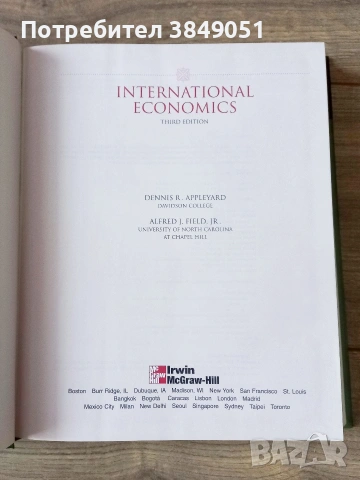 Потребител 3849051
INTERNATIONAL
ECONOMICS
THIRD EDITION
DENNIS R. APPLEYARD
DAVIDSON COLLEGE
ALFRED J. FIELD, JR.
UNIVERSITY OF NORTH CAROLINA
AT CHAPEL HILL
Irwin
McGraw-Hill
Boston Burr Ridge, IL Dubuque, IA Madison, WI New York San Francisco St. Louis
Bangkok Bogotá Caracas Lisbon London Madrid
Mexico City Milan New Delhi Seoul Singapore Sydney Taipei Toronto
BAZAR